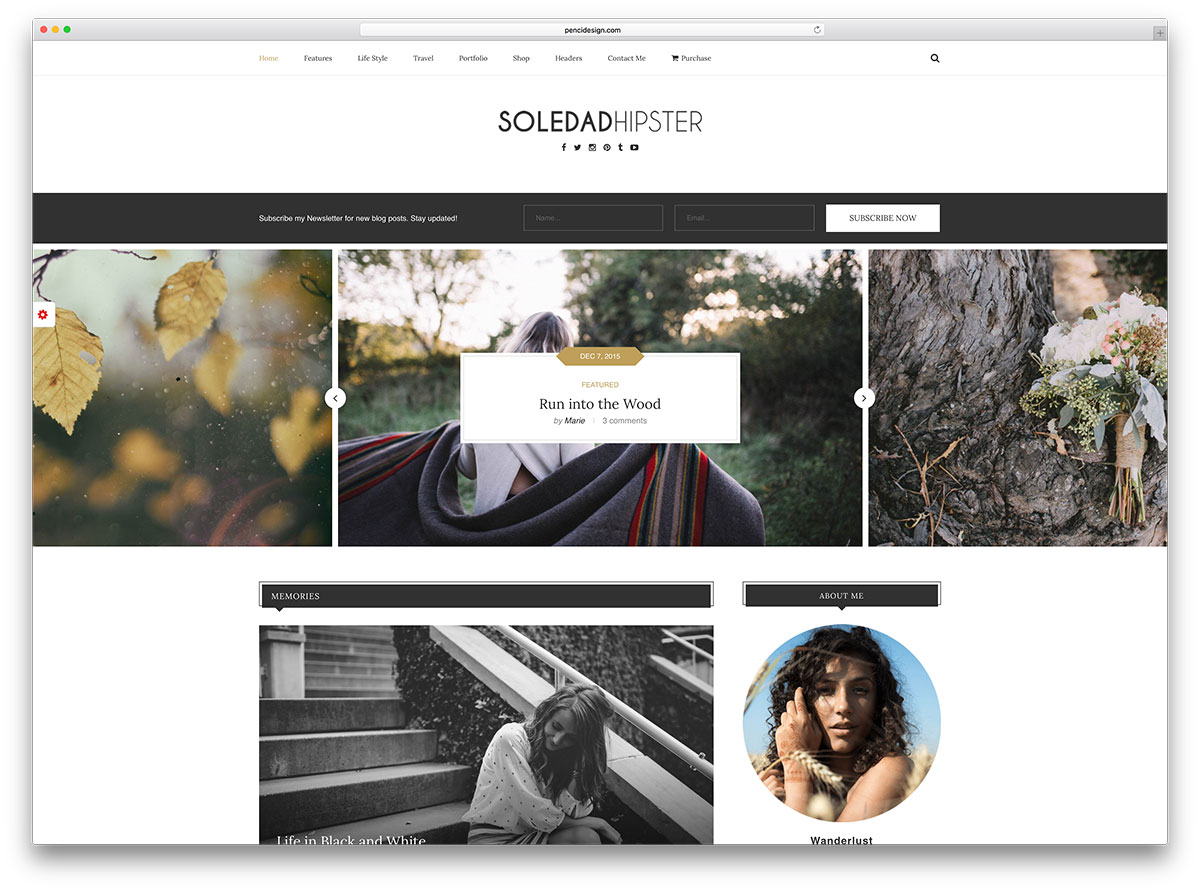 pencidesign.com
Home Features Life Style Travel Portfolio Shop Headers Contact Me Purchase
SOLEDADHIPSTER
Subscribe my Newsletter for new blog posts. Stay updated! Name... Email... SUBSCRIBE NOW
DEC 7, 2015
FEATURED
Run into the Wood
by Marie 3 comments
MEMORIES
ABOUT ME
Life in Black and White
Wanderlust